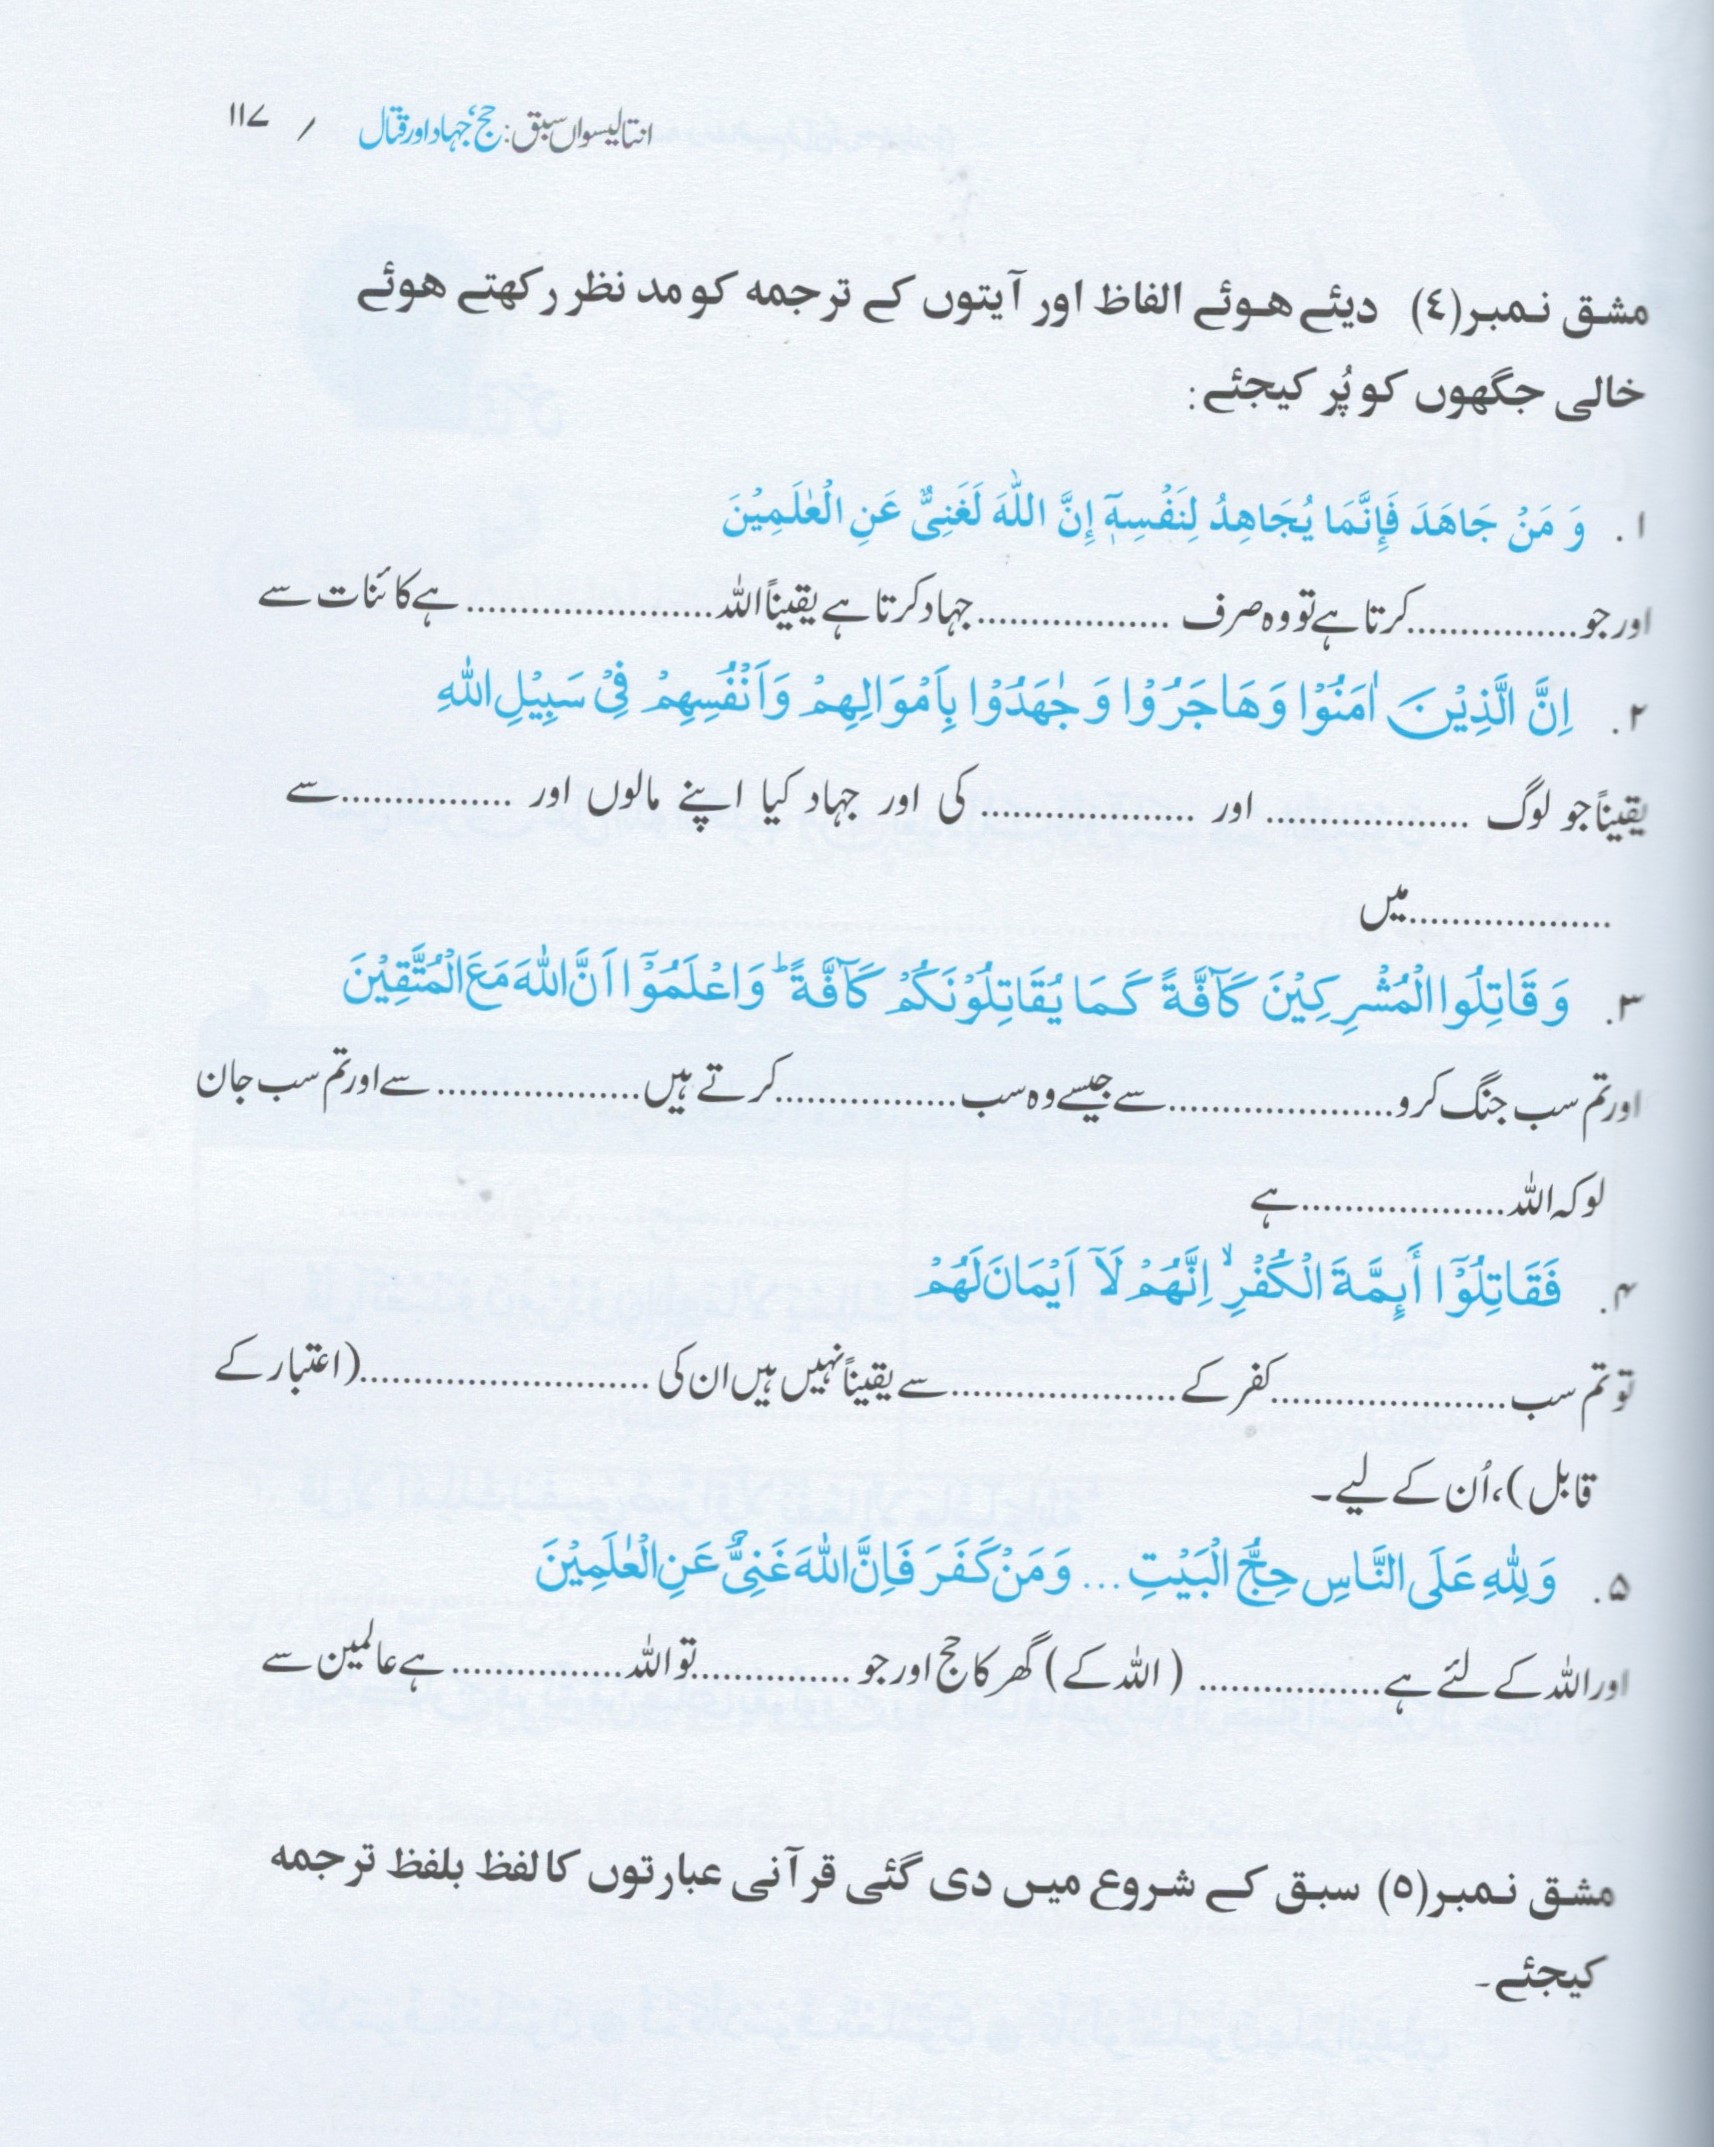 انتالیسواں سبق: حج، جہاد اور قتال / ۱۱۷
مشق نمبر(٤) دیئے ہوئے الفاظ اور آیتوں کے ترجمہ کو مد نظر رکھتے ہوئے
خالی جگھوں کو پُر کیجئے:
۱. وَ مَنْ جَاهَدَ فَإِنَّمَا يُجَاهِدُ لِنَفْسِهٖٓ إِنَّ اللّٰهَ لَغَنِىٌّ عَنِ الْعٰلَمِيْنَ
اور جو................کرتا ہے تو وہ صرف ..................جہاد کرتا ہے یقیناً اللہ.......................ہے کائنات سے
۲. اِنَّ الَّذِيْنَ اٰمَنُوْا وَهَاجَرُوْا وَ جٰهَدُوْا بِاَمْوَالِهِمْ وَاَنْفُسِهِمْ فِىْ سَبِيْلِ اللّٰهِ
یقیناً جو لوگ ................... اور .................... کی اور جہاد کیا اپنے مالوں اور ................سے
...................میں
۳. وَ قَاتِلُوا الْمُشْرِكِيْنَ كَآفَّةً كَمَا يُقَاتِلُوْنَكُمْ كَآفَّةً ؕ وَاعْلَمُوْٓا اَنَّ اللّٰهَ مَعَ الْمُتَّقِيْنَ
اور تم سب جنگ کرو.....................سے جیسے وہ سب.................کرتے ہیں...................سے اور تم سب جان
لو کہ اللہ...................ہے
۴. فَقَاتِلُوْٓا أَىِٕمَّةَ الْكُفْرِ ۙ اِنَّهُمْ لَآ اَيْمَانَ لَهُمْ
تو تم سب......................کفر کے .....................سے یقیناً نہیں ہیں ان کی ...........................(اعتبار کے
قابل)، اُن کے لیے۔
۵. وَلِلّٰهِ عَلَى النَّاسِ حِجُّ الْبَيْتِ ... وَمَنْ كَفَرَ فَاِنَّ اللّٰهَ غَنِىٌّ عَنِ الْعٰلَمِيْنَ
اور اللہ کے لئے ہے................. (اللہ کے) گھر کا حج اور جو ...............تو اللہ................ہے عالمین سے
مشق نمبر(٥) سبق کے شروع میں دی گئی قرآنی عبارتوں کا لفظ بلفظ ترجمه
کیجئے۔